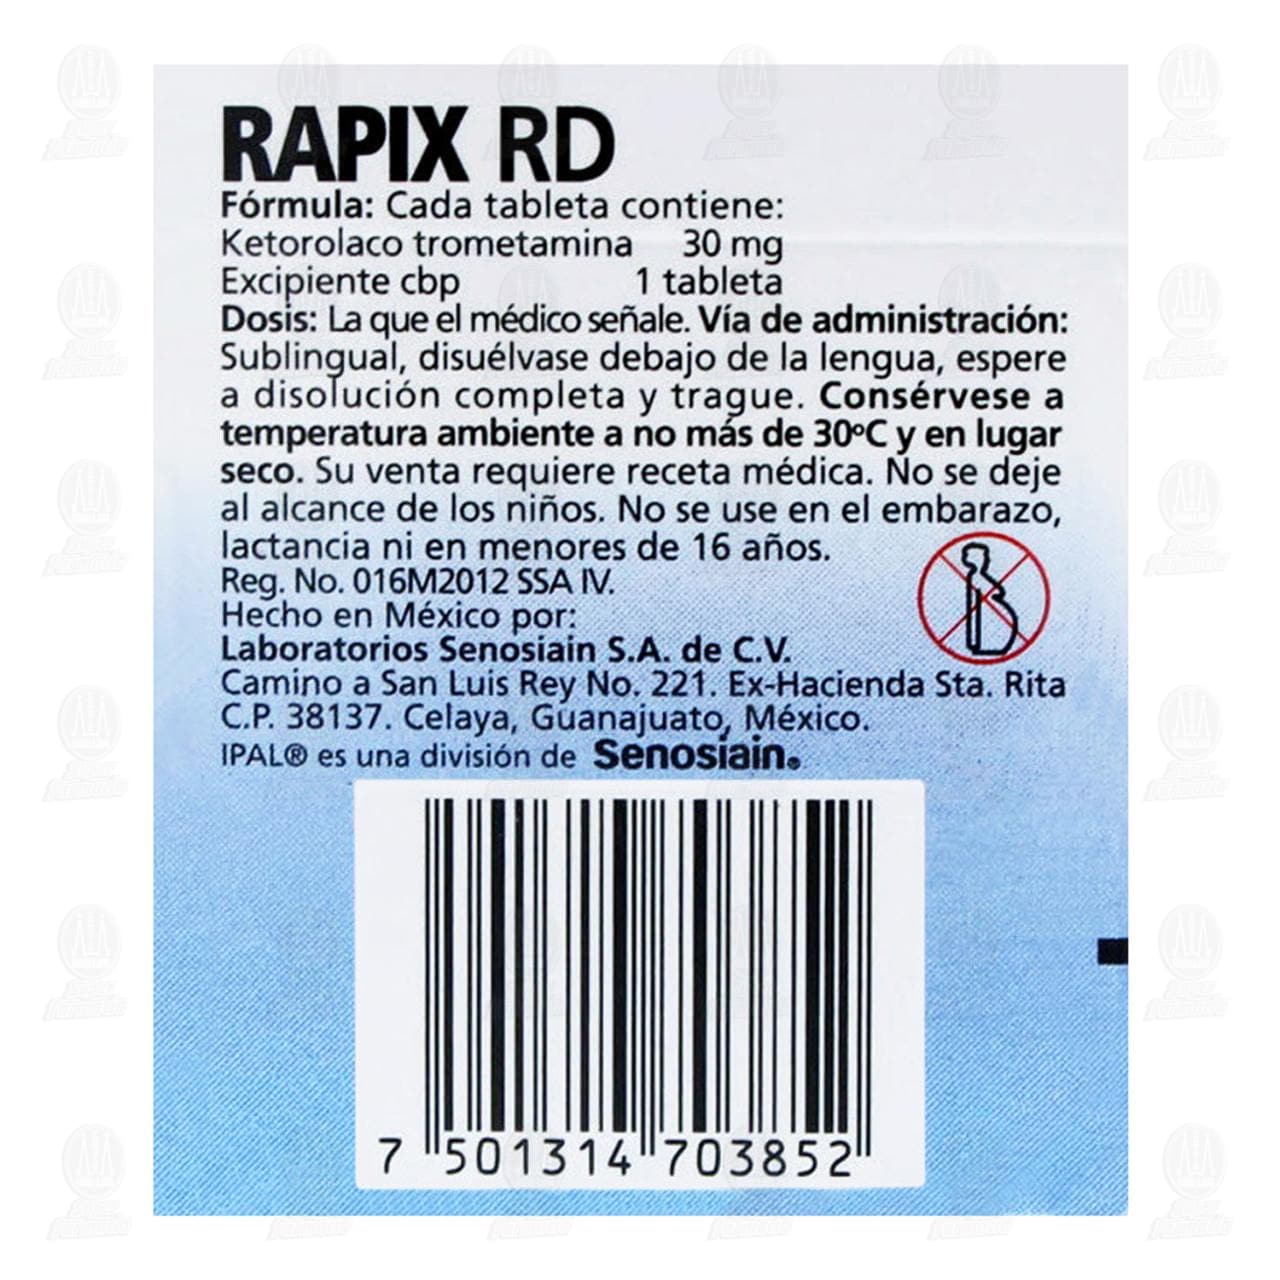 RAPIX RD
Fórmula: Cada tableta contiene:
Ketorolaco trometamina 30 mg
Excipiente cbp 1 tableta
Dosis: La que el médico señale. Vía de administración:
Sublingual, disuélvase debajo de la lengua, espere
a disolución completa y trague. Consérvese a
temperatura ambiente a no más de 30ºC y en lugar
seco. Su venta requiere receta médica. No se deje
al alcance de los niños. No se use en el embarazo,
lactancia ni en menores de 16 años.
Reg. No. 016M2012 SSA IV.
Hecho en México por:
Laboratorios Senosiain S.A. de C.V.
Camino a San Luis Rey No. 221. Ex-Hacienda Sta. Rita
C.P. 38137. Celaya, Guanajuato, México.
IPAL® es una división de Senosiain®
7 501314 703852